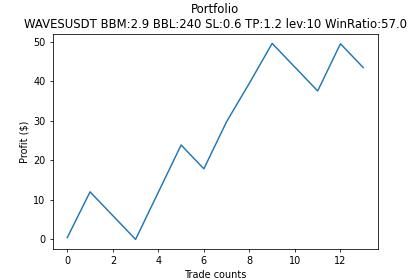 Portfolio
WAVESUSDT BBM:2.9 BBL:240 SL:0.6 TP:1.2 lev:10 WinRatio:57.0
50
40
30
20
10
0
Profit ($)
0 2 4 6 8 10 12
Trade counts